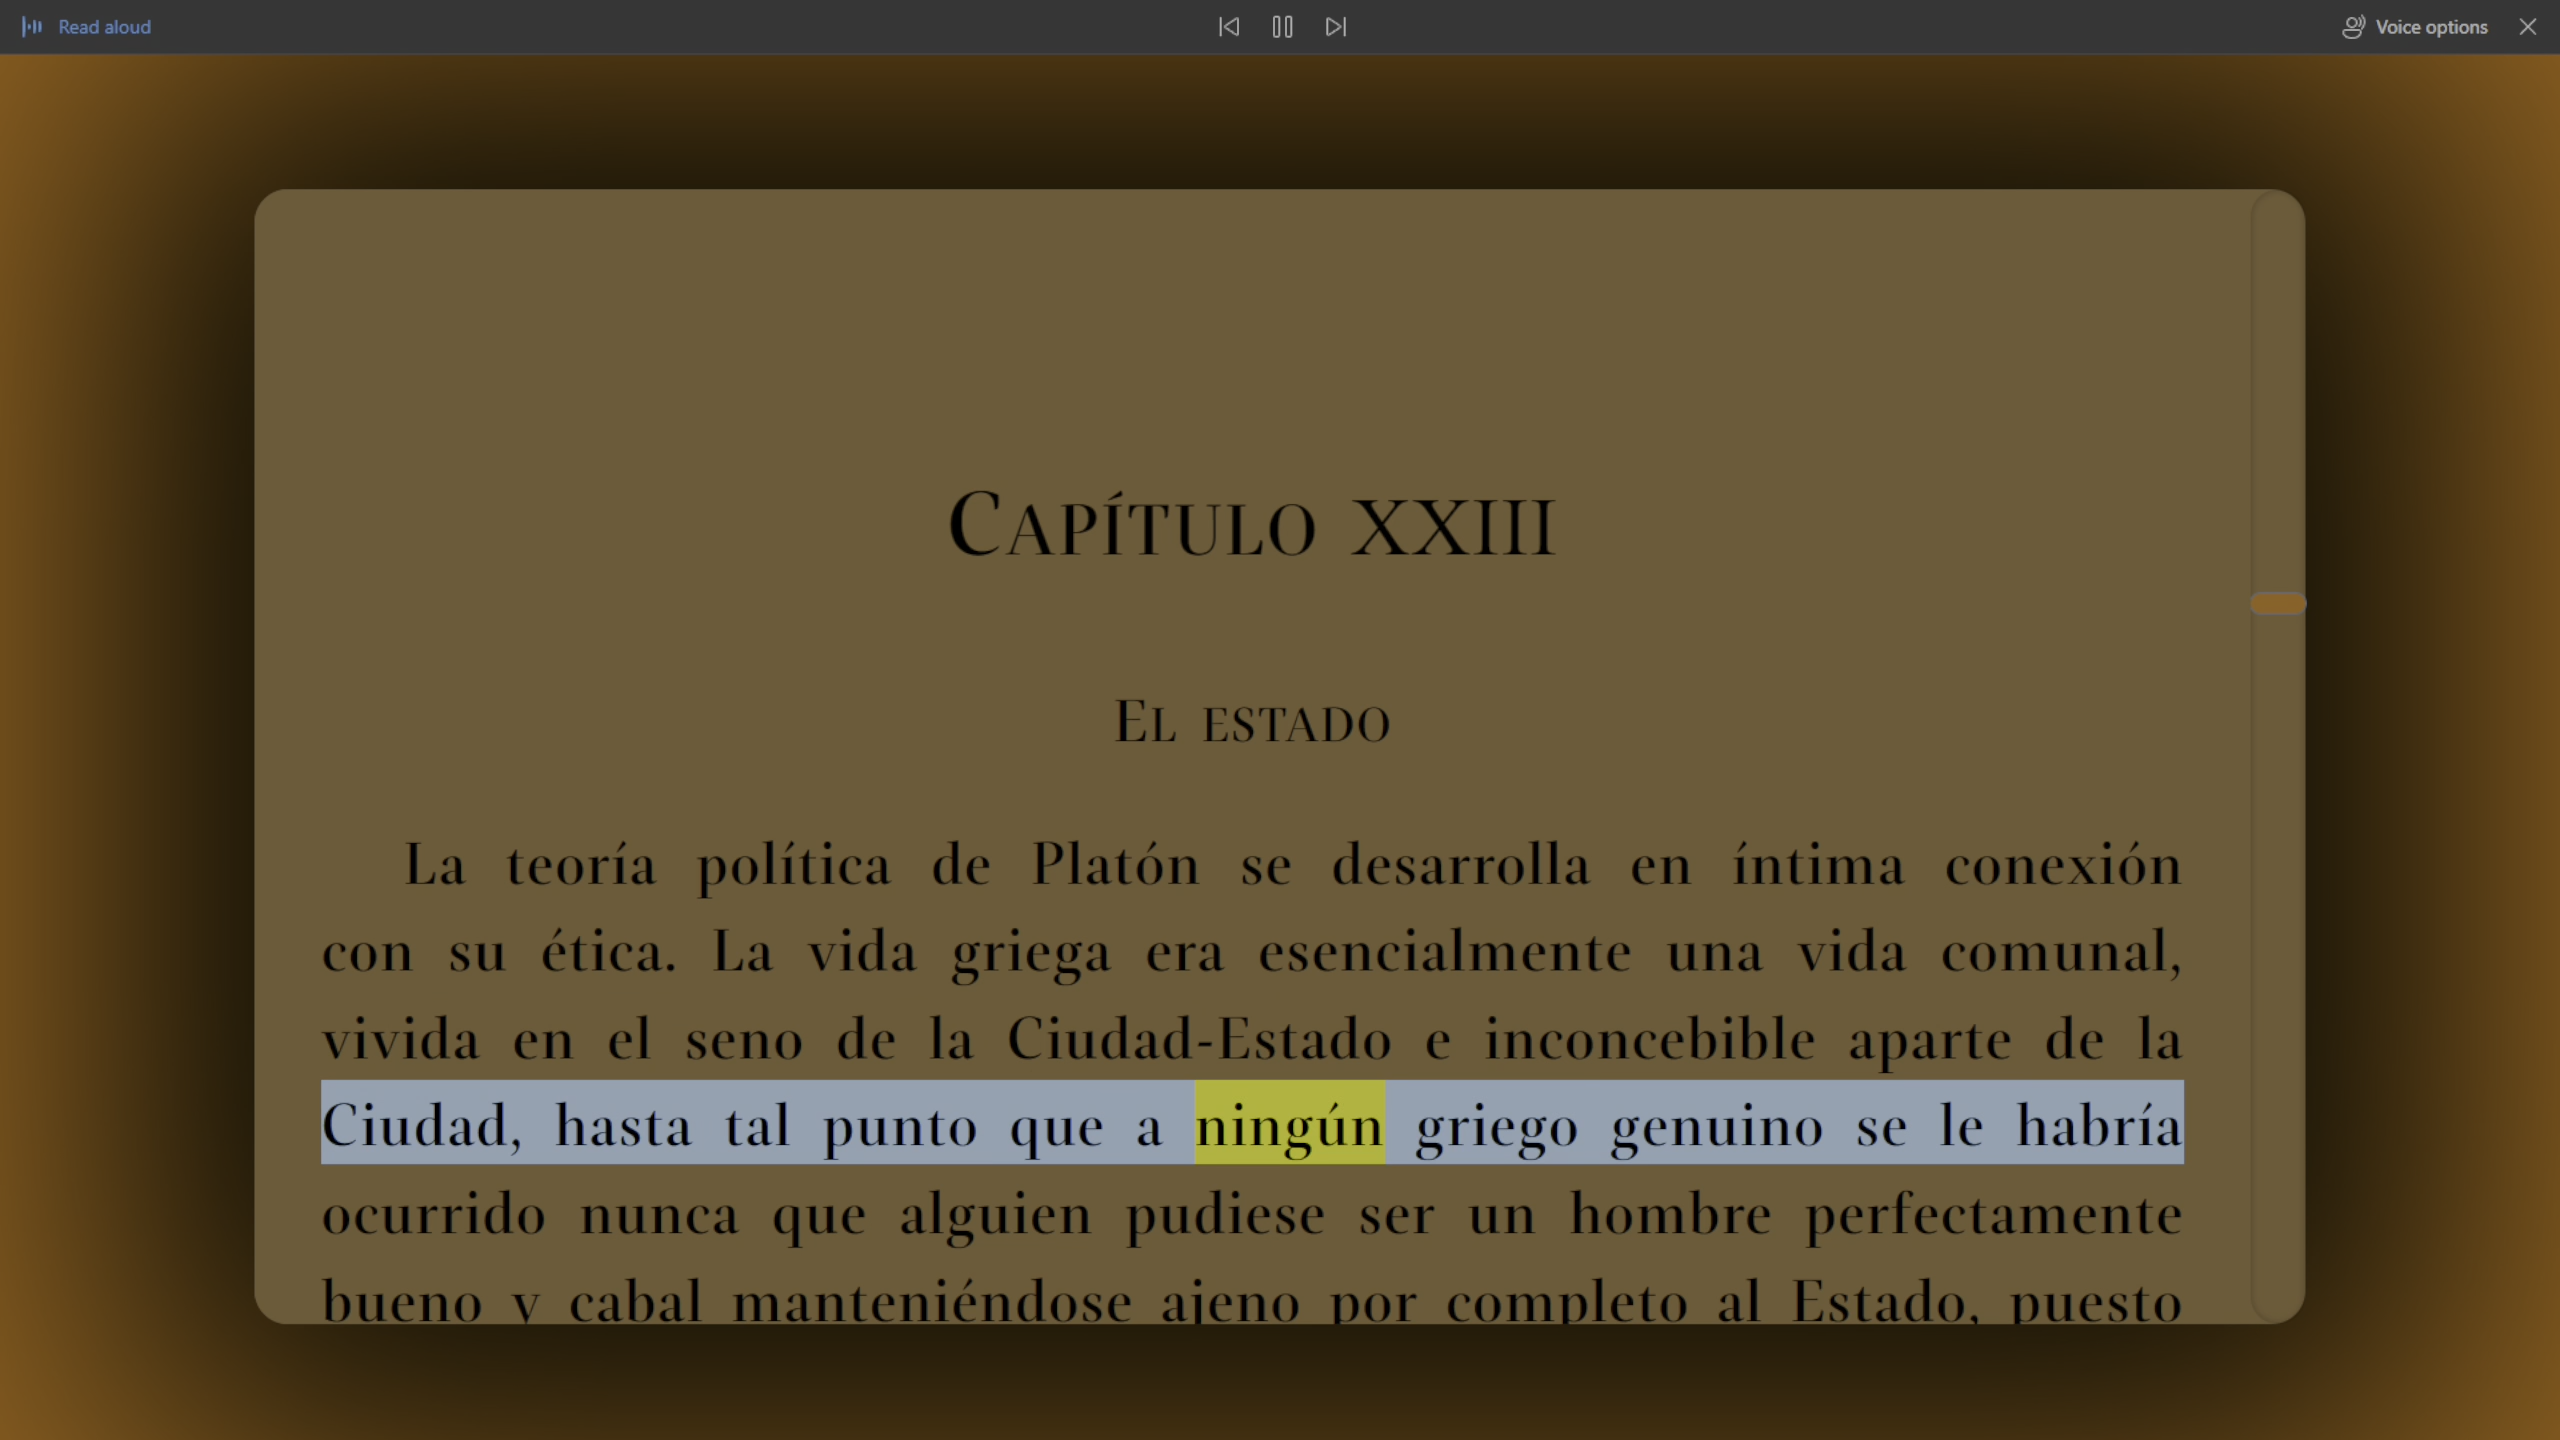 Read aloud
Voice options
Capítulo XXIII
El estado
La teoría política de Platón se desarrolla en íntima conexión
con su ética. La vida griega era esencialmente una vida comunal,
vivida en el seno de la Ciudad-Estado e inconcebible aparte de la
Ciudad, hasta tal punto que a ningún griego genuino se le habría
ocurrido nunca que alguien pudiese ser un hombre perfectamente
bueno y cabal manteniéndose ajeno por completo al Estado, puesto